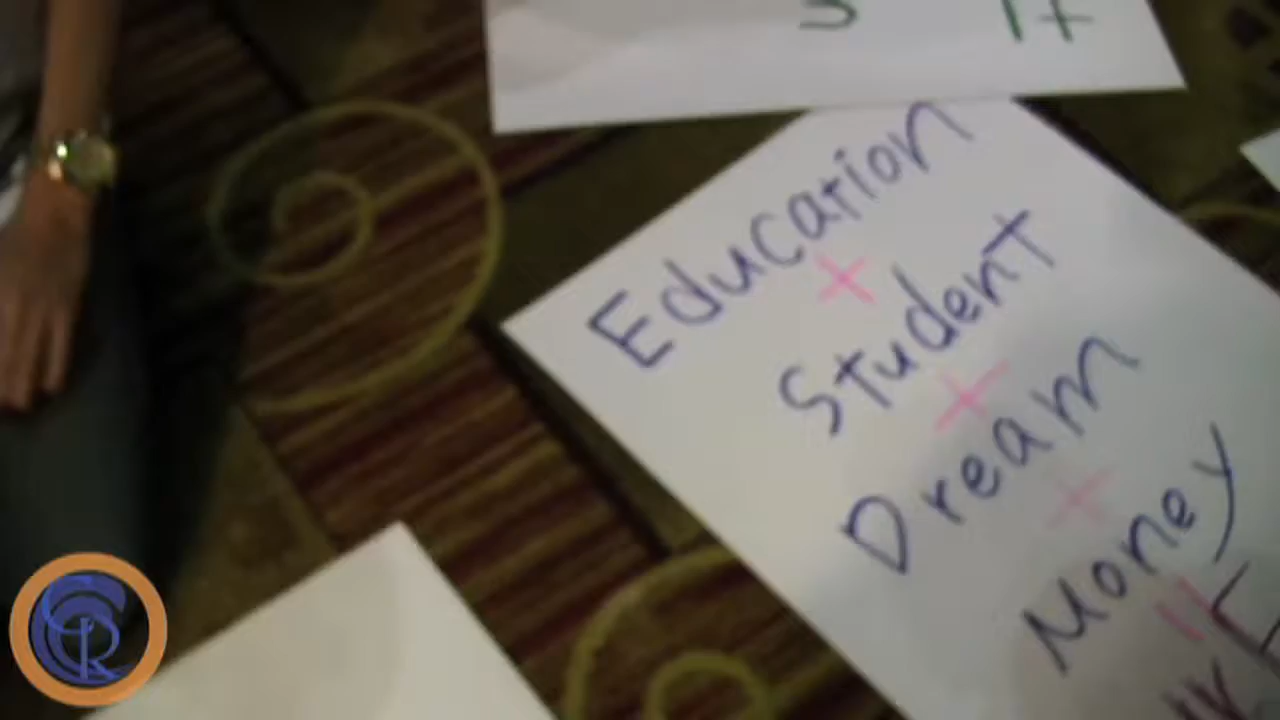 Education
+
Student
+
Dream
+
Money